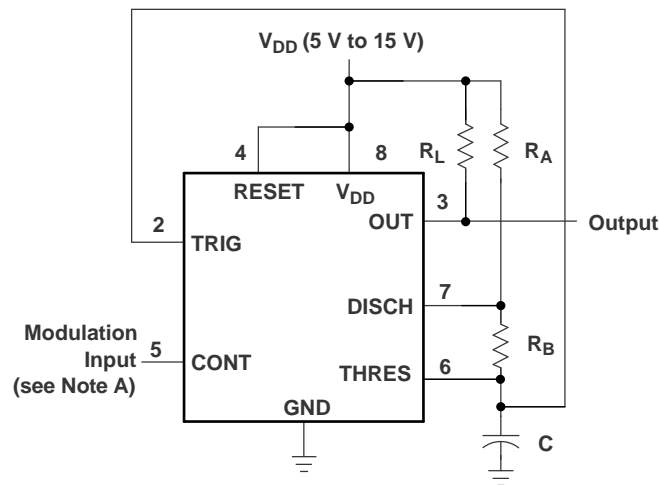 V_DD (5 V to 15 V)
4
8
R_L
R_A
RESET
V_DD
3
2
OUT
Output
TRIG
7
DISCH
Modulation
Input
(see Note A)
5
CONT
R_B
6
THRES
GND
C